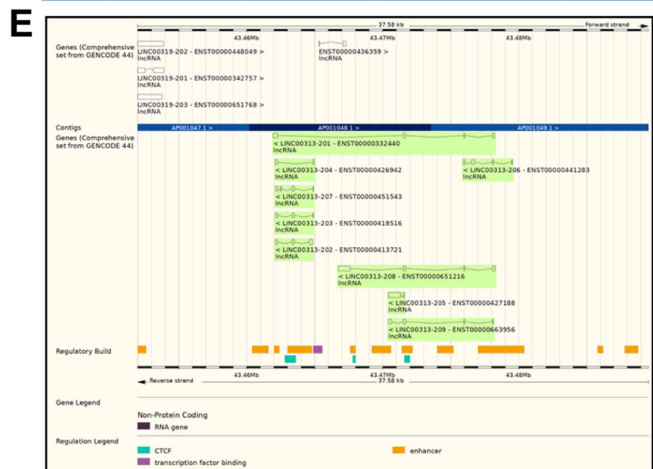 E
37.58 kb
Forward strand
43.46Mb 43.47Mb 43.48Mb
Genes (Comprehensive
set from GENCODE 44)
LINC00319-202 - ENST00000448049 >
lncRNA
ENST00000436359 >
lncRNA
LINC00319-201 - ENST00000342757 >
lncRNA
LINC00319-203 - ENST00000651768 >
lncRNA
Contigs
AP001047.1 > AP001048.1 > AP001049.1 >
Genes (Comprehensive
set from GENCODE 44)
< LINC00313-201 - ENST00000332440
lncRNA
< LINC00313-204 - ENST00000426942
lncRNA
< LINC00313-206 - ENST00000441283
lncRNA
< LINC00313-207 - ENST00000451543
lncRNA
< LINC00313-203 - ENST00000418516
lncRNA
< LINC00313-202 - ENST00000413721
lncRNA
< LINC00313-208 - ENST00000651216
lncRNA
< LINC00313-205 - ENST00000427188
lncRNA
< LINC00313-209 - ENST00000663956
lncRNA
Regulatory Build
43.46Mb 43.47Mb 43.48Mb
Reverse strand
37.58 kb
Gene Legend
Non-Protein Coding
RNA gene
Regulation Legend
CTCF
enhancer
transcription factor binding